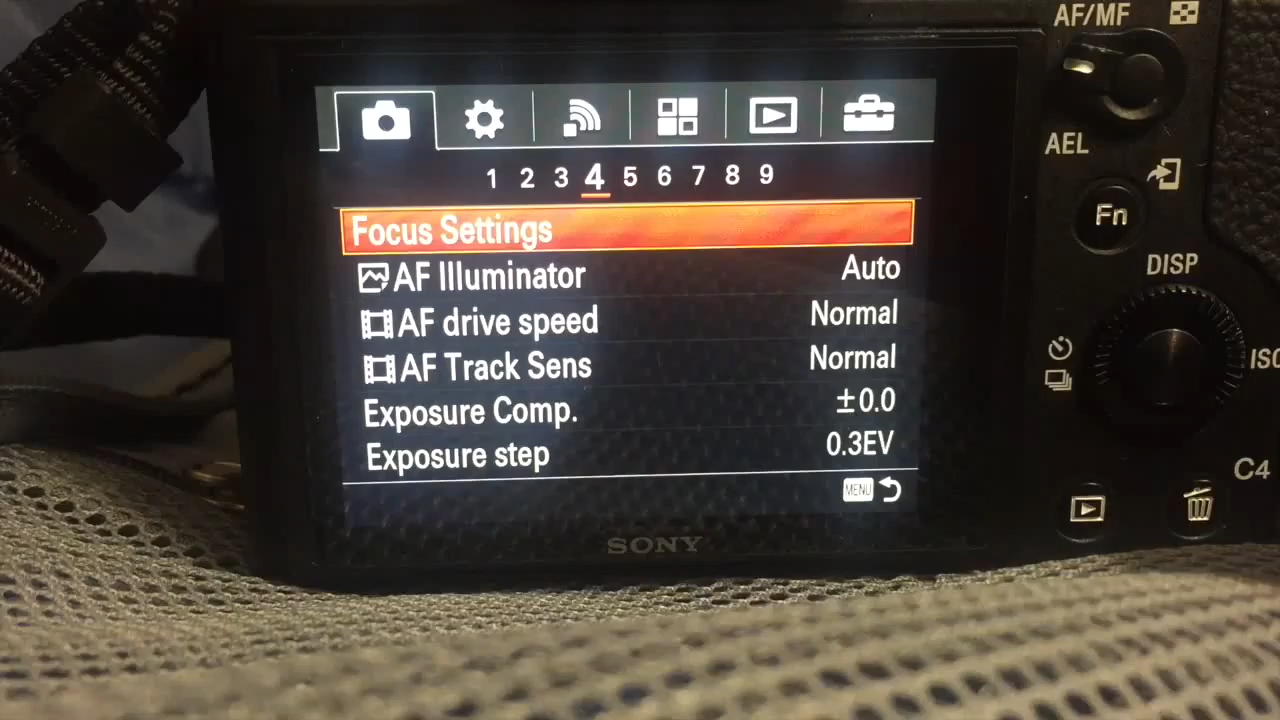 AF/MF
AEL
1 2 3 4 5 6 7 8 9
Fn
Focus Settings
DISP
AF Illuminator Auto
AF drive speed Normal
AF Track Sens Normal
ISO
Exposure Comp. ±0.0
Exposure step 0.3EV
C4
MENU
SONY